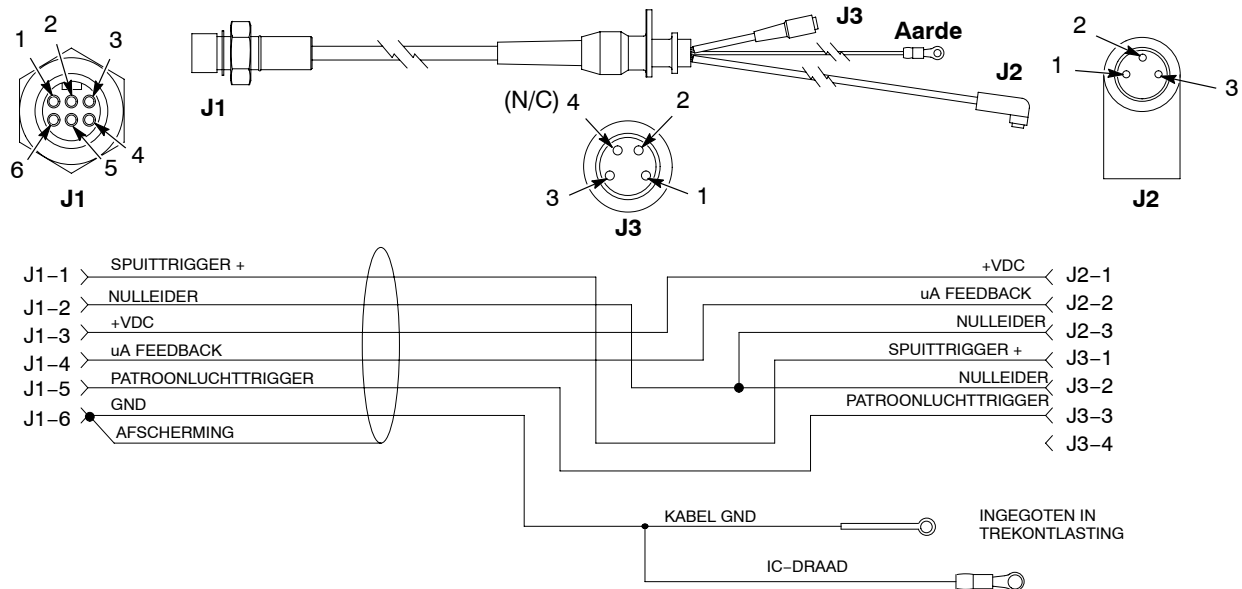 1
2
3
6
5
4
J1
J1
J3
Aarde
J2
(N/C) 4
2
3
1
J3
2
1
3
J2
J1–1
SPUITTRIGGER +
J1–2
NULLEIDER
J1–3
+VDC
J1–4
uA FEEDBACK
J1–5
PATROONLUCHTTRIGGER
J1–6
GND
AFSCHERMING
+VDC
J2–1
uA FEEDBACK
J2–2
NULLEIDER
J2–3
SPUITTRIGGER +
J3–1
NULLEIDER
J3–2
PATROONLUCHTTRIGGER
J3–3
J3–4
KABEL GND
INGEGOTEN IN
TREKONTLASTING
IC–DRAAD